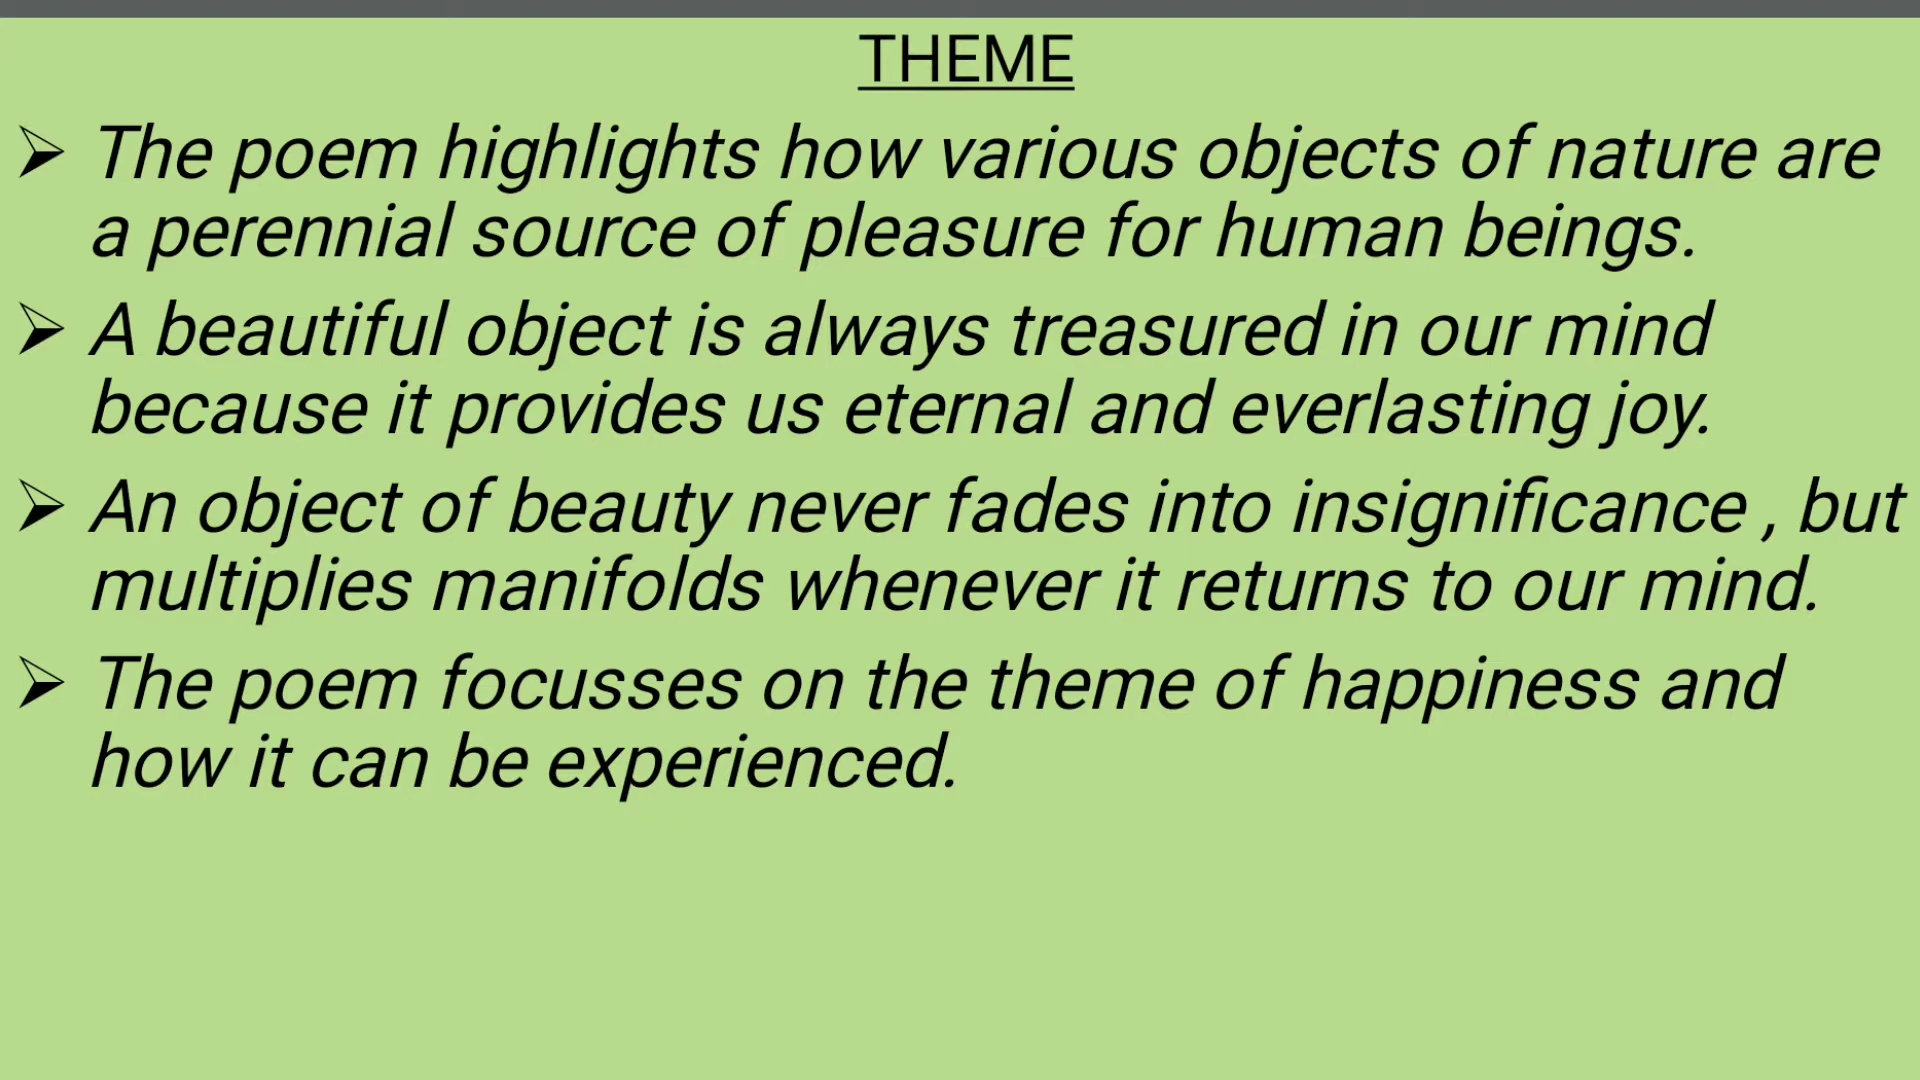 THEME
➢ The poem highlights how various objects of nature are
a perennial source of pleasure for human beings.
➢ A beautiful object is always treasured in our mind
because it provides us eternal and everlasting joy.
➢ An object of beauty never fades into insignificance , but
multiplies manifolds whenever it returns to our mind.
➢ The poem focusses on the theme of happiness and
how it can be experienced.